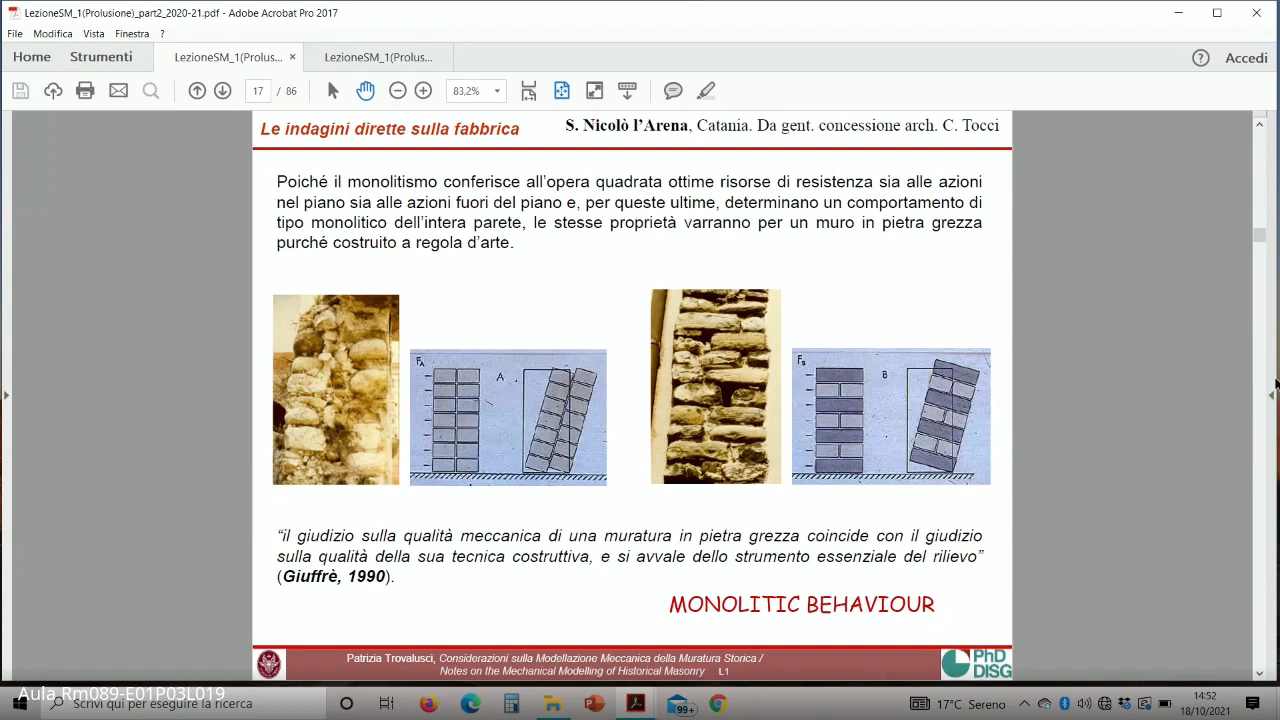 LezioneSM_1(Prolusione)_part2_2020-21.pdf - Adobe Acrobat Pro 2017
File Modifica Vista Finestra ?
Home Strumenti LezioneSM_1(Prolus... × LezioneSM_1(Prolus... Accedi
17 / 86 83,2%
Le indagini dirette sulla fabbrica S. Nicolò l'Arena, Catania. Da gent. concessione arch. C. Tocci
Poiché il monolitismo conferisce all'opera quadrata ottime risorse di resistenza sia alle azioni
nel piano sia alle azioni fuori del piano e, per queste ultime, determinano un comportamento di
tipo monolitico dell'intera parete, le stesse proprietà varranno per un muro in pietra grezza
purché costruito a regola d'arte.
FA A
FB B
"il giudizio sulla qualità meccanica di una muratura in pietra grezza coincide con il giudizio
sulla qualità della sua tecnica costruttiva, e si avvale dello strumento essenziale del rilievo"
(Giuffrè, 1990).
MONOLITIC BEHAVIOUR
Patrizia Trovalusci, Considerazioni sulla Modellazione Meccanica della Muratura Storica /
Notes on the Mechanical Modelling of Historical Masonry L1
PhD
DISG
Aula Rm089-E01P03L019
Scrivi qui per eseguire la ricerca
99+
17°C Sereno
14:52
18/10/2021